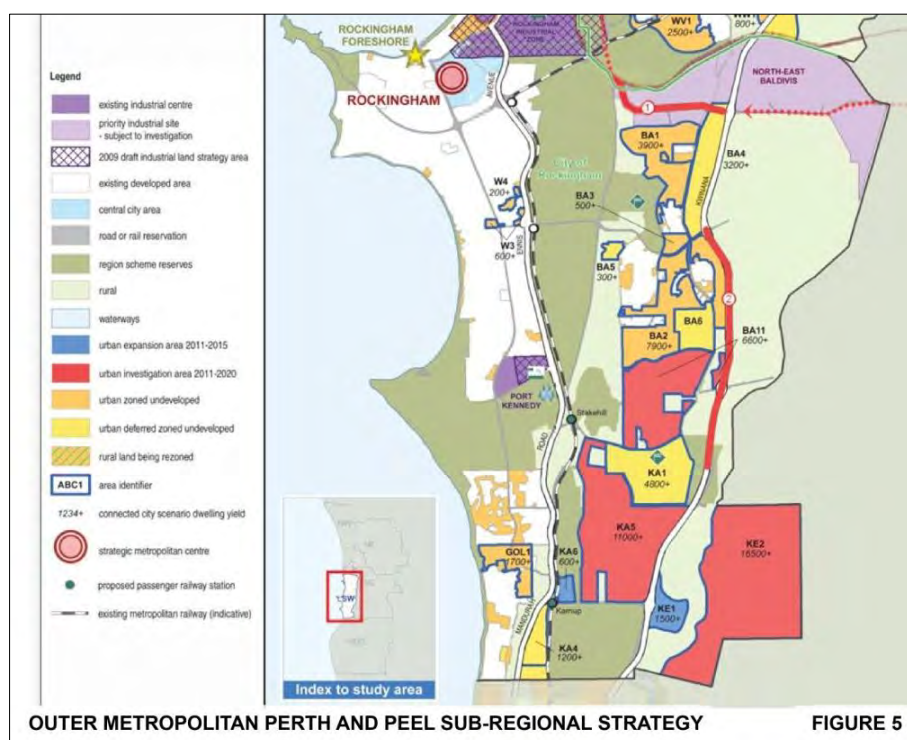 Legend
existing industrial centre
priority industrial site
- subject to investigation
2009 draft industrial land strategy area
existing developed area
central city area
road or rail reservation
region scheme reserves
rural
waterways
urban expansion area 2011-2015
urban investigation area 2011-2020
urban zoned undeveloped
urban deferred zoned undeveloped
rural land being rezoned
ABC1
area identifier
1234+
connected city scenario dwelling yield
strategic metropolitan centre
proposed passenger railway station
existing metropolitan railway (indicative)
ROCKINGHAM
FORESHORE
ROCKINGHAM
AVENUE
ROCKINGHAM
INDUSTRIAL
ZONE
WV1
2500+
800+
NORTH-EAST
BALDIVIS
1
BA1
3900+
BA4
3200+
City of
Rockingham
KWINANA
W4
200+
BA3
500+
W3
600+
ENNIS
BA5
300+
2
BA6
BA2
7900+
BA11
6600+
PORT
KENNEDY
Stakehill
ROAD
KA1
4800+
KA5
11000+
KE2
16500+
GOL1
1700+
KA6
600+
KE1
1500+
Karnup
MANDURAH
KA4
1200+
Index to study area
OUTER METROPOLITAN PERTH AND PEEL SUB-REGIONAL STRATEGY
FIGURE 5